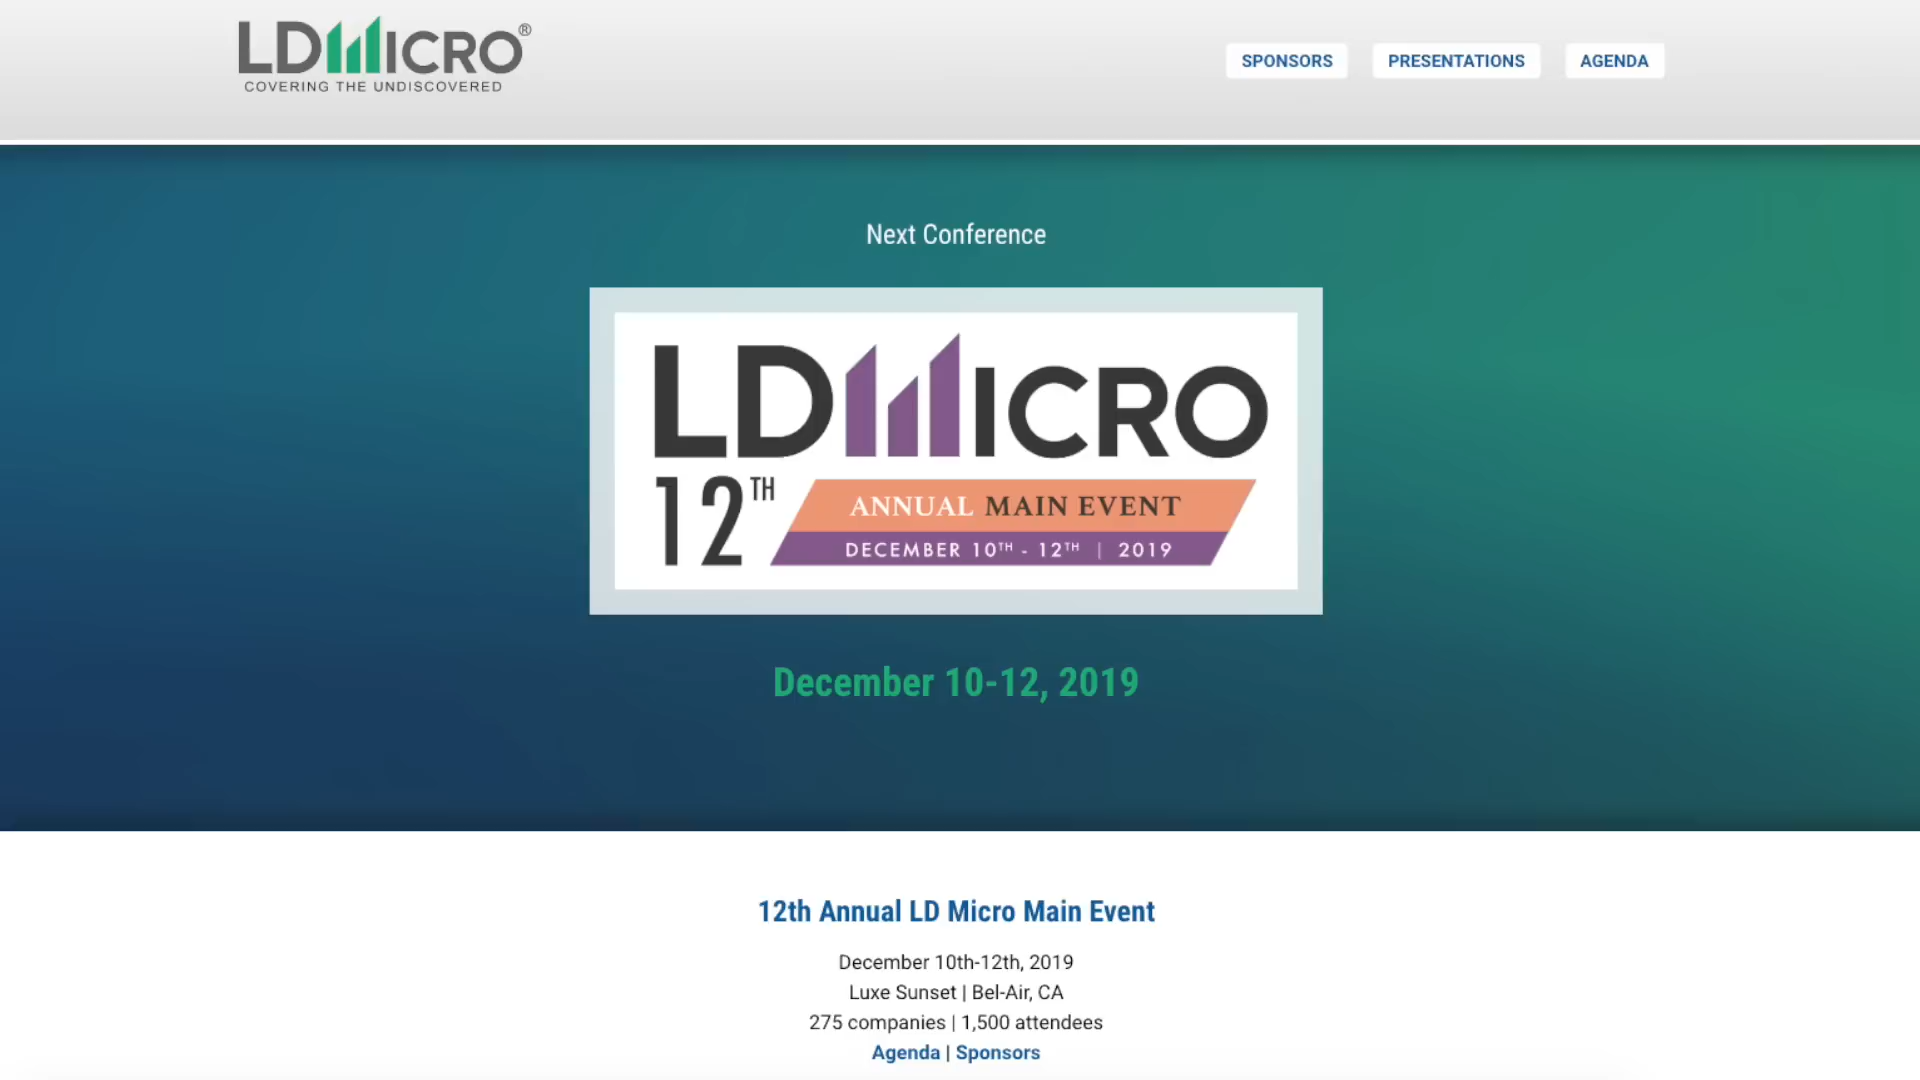 LDMICRO®
COVERING THE UNDISCOVERED
SPONSORS
PRESENTATIONS
AGENDA
Next Conference
LDMICRO
12TH
ANNUAL MAIN EVENT
DECEMBER 10TH - 12TH | 2019
December 10-12, 2019
12th Annual LD Micro Main Event
December 10th-12th, 2019
Luxe Sunset | Bel-Air, CA
275 companies | 1,500 attendees
Agenda | Sponsors